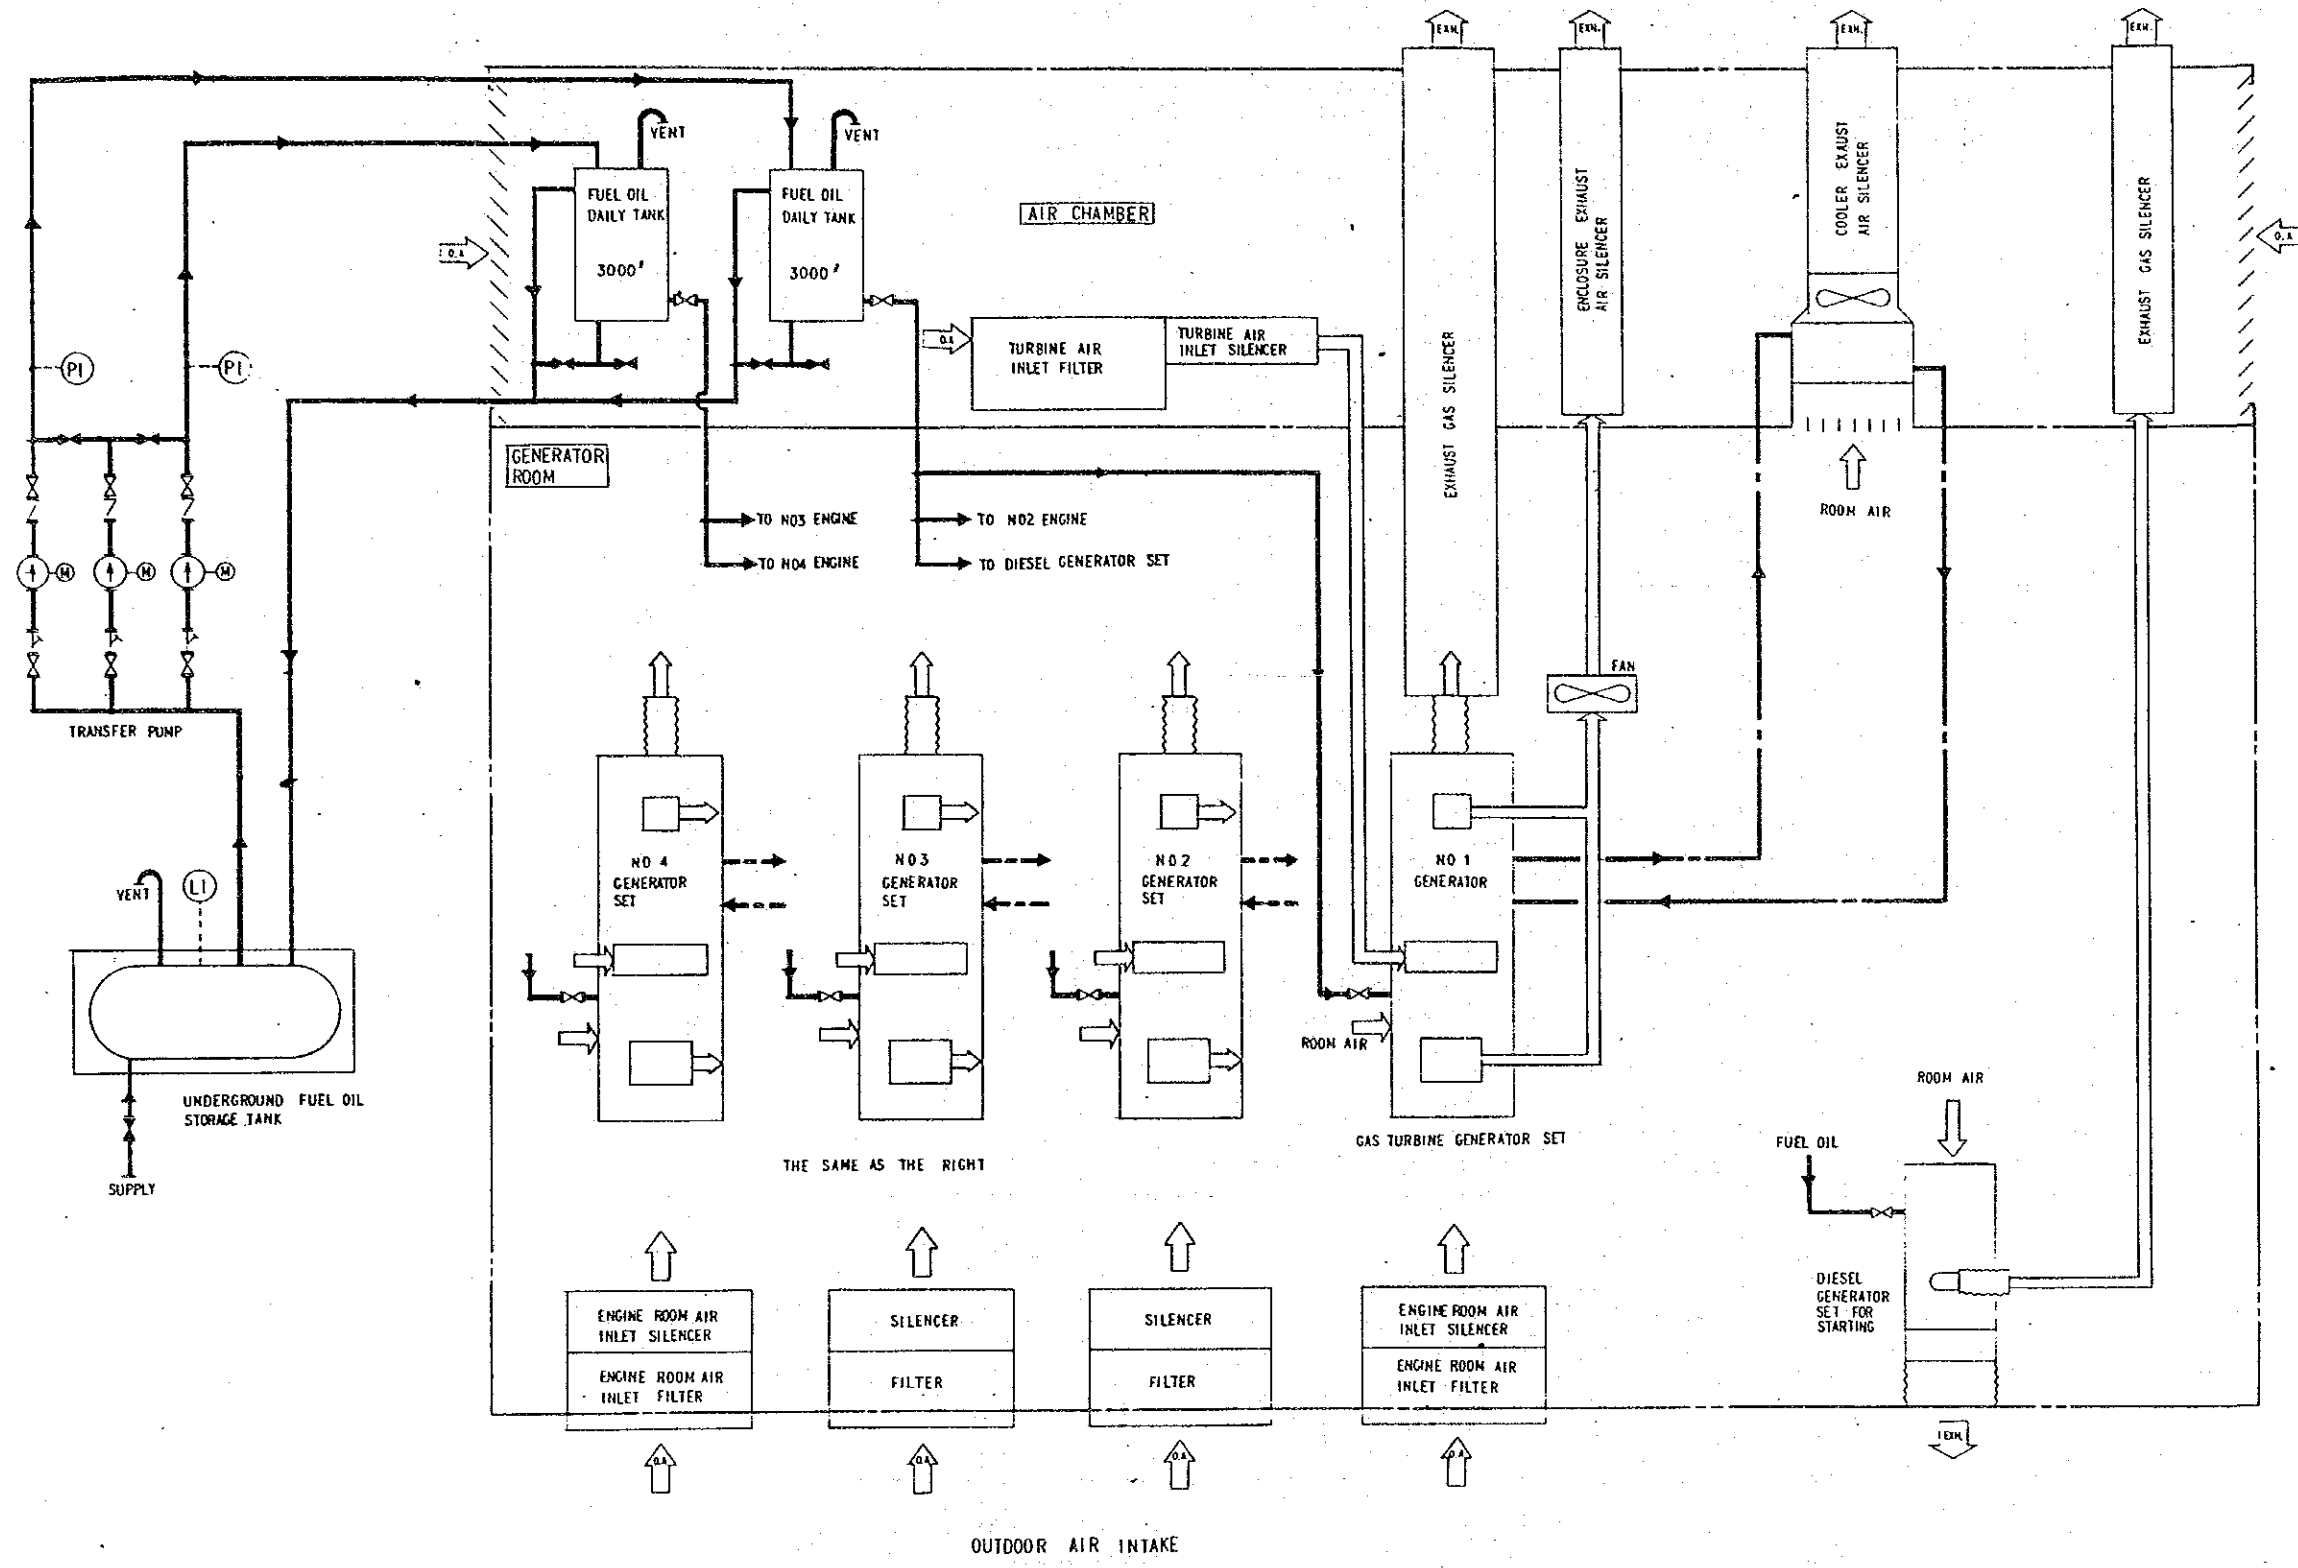 EXH.
EXH.
EXH.
EXH.
VENT
VENT
FUEL OIL
DAILY TANK
3000ℓ
FUEL OIL
DAILY TANK
3000ℓ
AIR CHAMBER
O.A
O.A
O.A
TURBINE AIR
INLET FILTER
TURBINE AIR
INLET SILENCER
EXHAUST GAS SILENCER
ENCLOSURE EXHAUST
AIR SILENCER
COOLER EXAUST
AIR SILENCER
EXHAUST GAS SILENCER
PI
PI
GENERATOR
ROOM
ROOM AIR
TO NO3 ENGINE
TO NO4 ENGINE
TO NO2 ENGINE
TO DIESEL GENERATOR SET
M
M
M
TRANSFER PUMP
FAN
VENT
LI
NO 4
GENERATOR
SET
NO3
GENERATOR
SET
NO.2
GENERATOR
SET
NO 1
GENERATOR
ROOM AIR
UNDERGROUND FUEL OIL
STORAGE TANK
SUPPLY
GAS TURBINE GENERATOR SET
THE SAME AS THE RIGHT
ROOM AIR
FUEL OIL
DIESEL
GENERATOR
SET FOR
STARTING
ENGINE ROOM AIR
INLET SILENCER
ENGINE ROOM AIR
INLET FILTER
SILENCER
FILTER
SILENCER
FILTER
ENGINE ROOM AIR
INLET SILENCER
ENGINE ROOM AIR
INLET FILTER
O.A
O.A
O.A
O.A
EXH.
OUTDOOR AIR INTAKE